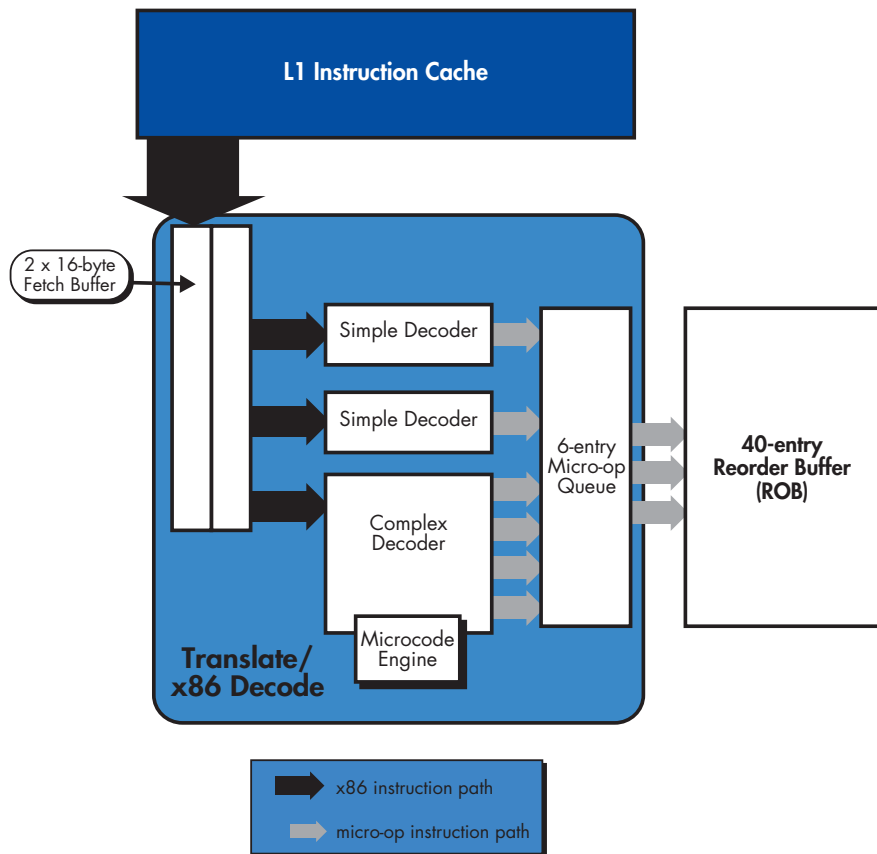 L1 Instruction Cache
2 x 16-byte
Fetch Buffer
Simple Decoder
Simple Decoder
Complex
Decoder
Microcode
Engine
6-entry
Micro-op
Queue
40-entry
Reorder Buffer
(ROB)
Translate/
x86 Decode
x86 instruction path
micro-op instruction path